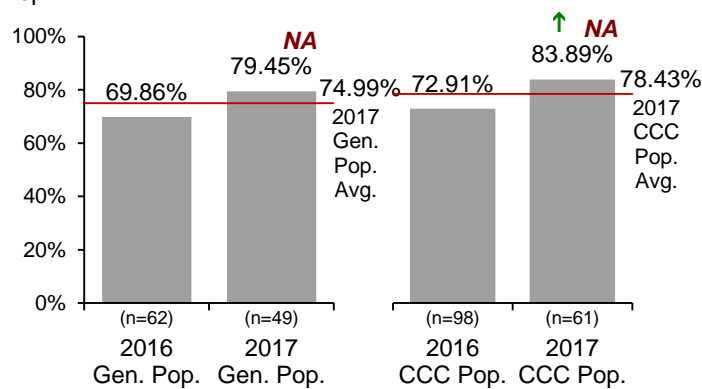 ↑ NA
NA
100%
80%
60%
40%
20%
0%
69.86%
79.45%
74.99%
2017
Gen.
Pop.
Avg.
72.91%
83.89%
78.43%
2017
CCC
Pop.
Avg.
(n=62) (n=49) (n=98) (n=61)
2016 2017 2016 2017
Gen. Pop. Gen. Pop. CCC Pop. CCC Pop.